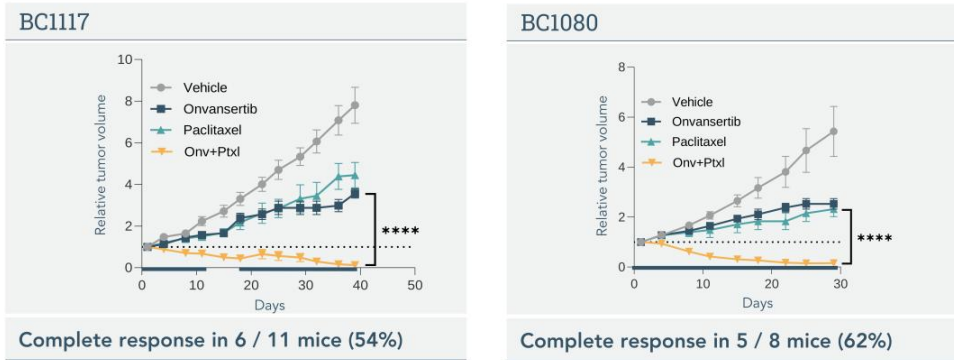 BC1117
10
8
6
4
2
0
Relative tumor volume
Vehicle
Onvansertib
Paclitaxel
Onv+Ptxl
****
0
10
20
30
40
50
Days
Complete response in 6 / 11 mice (54%)
BC1080
8
6
4
2
0
Relative tumor volume
Vehicle
Onvansertib
Paclitaxel
Onv+Ptxl
****
0
10
20
30
Days
Complete response in 5 / 8 mice (62%)